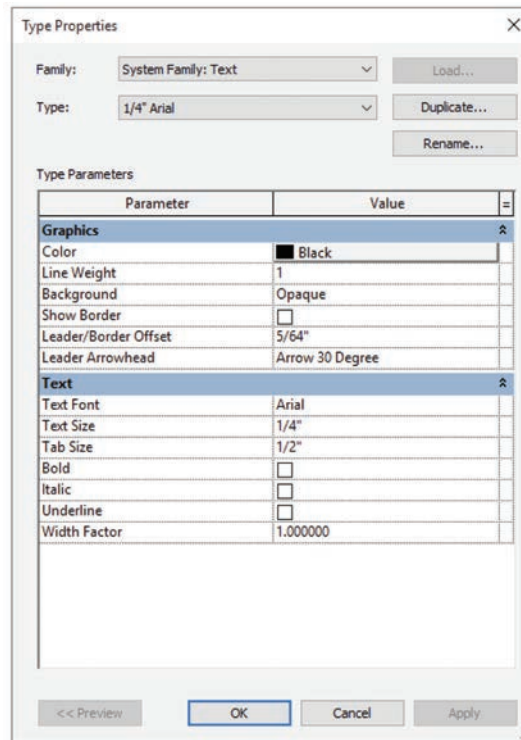 Type Properties
Family: System Family: Text Load...
Type: 1/4" Arial Duplicate...
Rename...
Type Parameters
Parameter Value =
Graphics
Color Black
Line Weight 1
Background Opaque
Show Border
Leader/Border Offset 5/64"
Leader Arrowhead Arrow 30 Degree
Text
Text Font Arial
Text Size 1/4"
Tab Size 1/2"
Bold
Italic
Underline
Width Factor 1.000000
<< Preview OK Cancel Apply